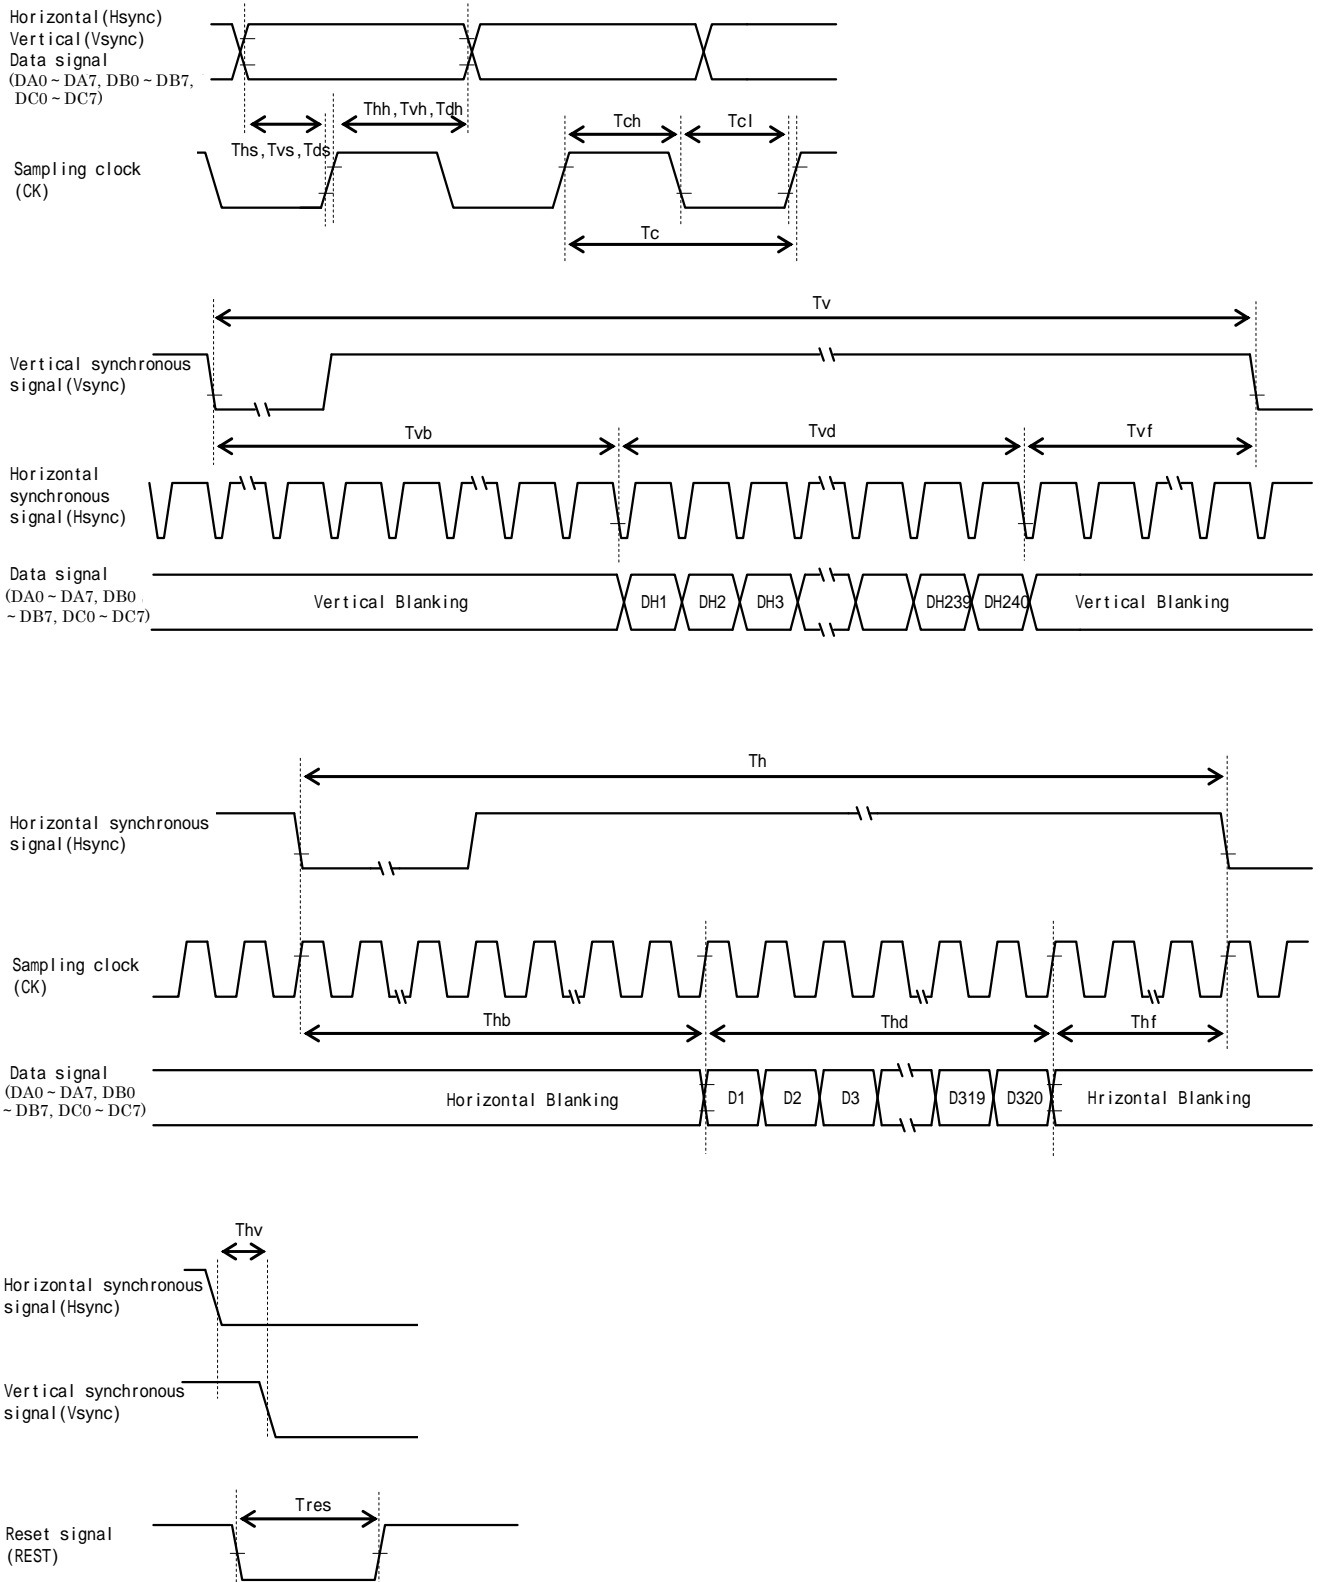 Horizontal(Hsync)
Vertical(Vsync)
Data signal
(DA0 ~ DA7, DB0 ~ DB7,
DC0 ~ DC7)
Thh,Tvh,Tdh
Ths,Tvs,Tds
Tch
Tcl
Sampling clock
(CK)
Tc
Tv
Vertical synchronous
signal(Vsync)
Tvb
Tvd
Tvf
Horizontal
synchronous
signal(Hsync)
Data signal
(DA0 ~ DA7, DB0
~ DB7, DC0 ~ DC7)
Vertical Blanking
DH1
DH2
DH3
DH239
DH240
Vertical Blanking
Th
Horizontal synchronous
signal(Hsync)
Sampling clock
(CK)
Thb
Thd
Thf
Data signal
(DA0 ~ DA7, DB0
~ DB7, DC0 ~ DC7)
Horizontal Blanking
D1
D2
D3
D319
D320
Hrizontal Blanking
Thv
Horizontal synchronous
signal(Hsync)
Vertical synchronous
signal(Vsync)
Tres
Reset signal
(REST)